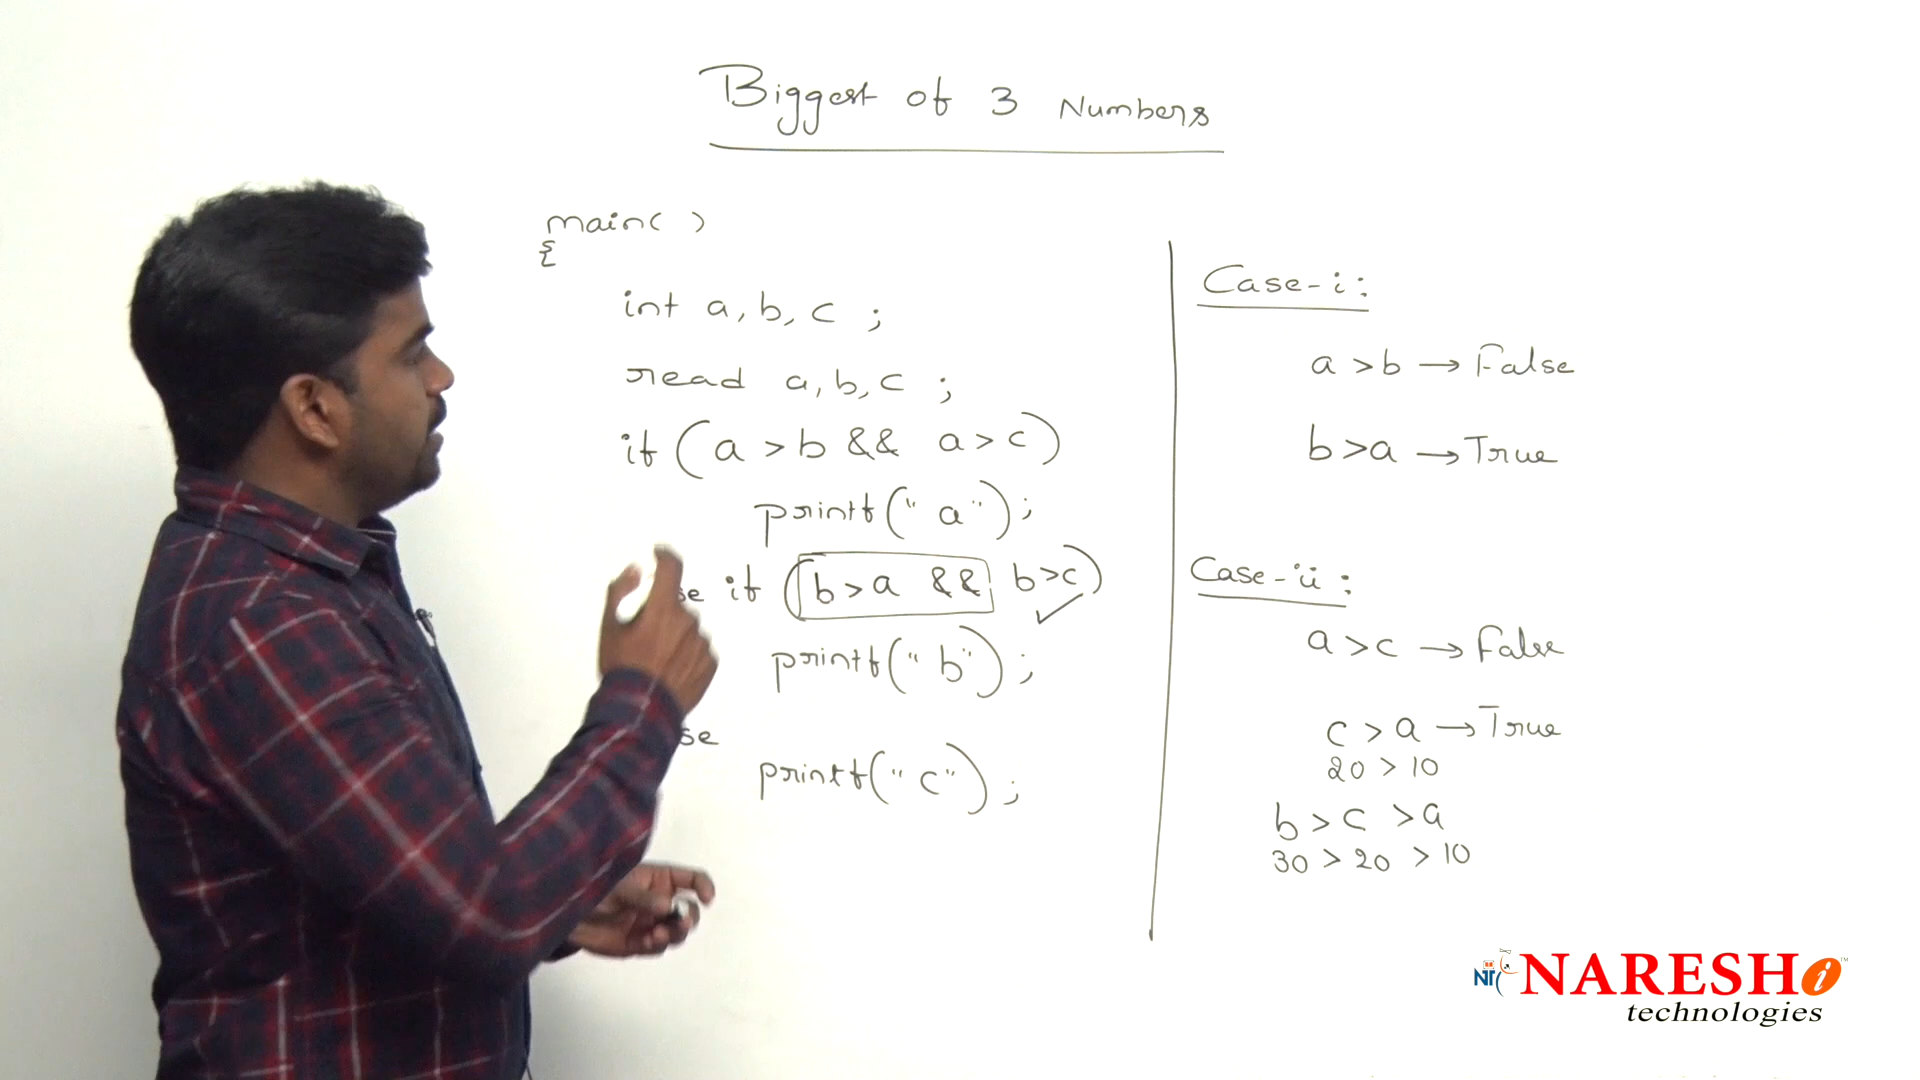 Biggest of 3 Numbers
main( )
{
int a, b, c ;
read a, b, c ;
if (a > b && a > c)
printf(" a");
se if (b > a && b > c)
printf(" b");
se
printf(" c");
Case-i:
a > b → False
b > a → True
Case-ii:
a > c → False
c > a → True
20 > 10
b > c > a
30 > 20 > 10
NT
NARESH i
technologies